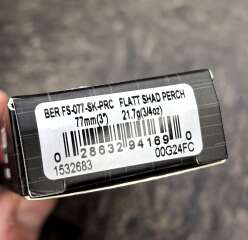 BER FS-077-SK-PRC FLATT SHAD PERCH
77mm(3") 21.7g(3/4oz)
0 28632 94169 0
1532683 00G24FC